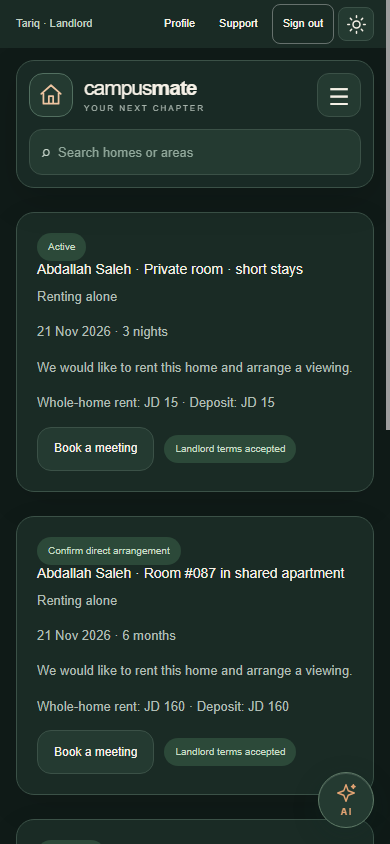 Tariq · Landlord
Profile
Support
Sign out
campusmate
YOUR NEXT CHAPTER
Search homes or areas
Active
Abdallah Saleh · Private room · short stays
Renting alone
21 Nov 2026 · 3 nights
We would like to rent this home and arrange a viewing.
Whole-home rent: JD 15 · Deposit: JD 15
Book a meeting
Landlord terms accepted
Confirm direct arrangement
Abdallah Saleh · Room #087 in shared apartment
Renting alone
21 Nov 2026 · 6 months
We would like to rent this home and arrange a viewing.
Whole-home rent: JD 160 · Deposit: JD 160
Book a meeting
Landlord terms accepted
AI